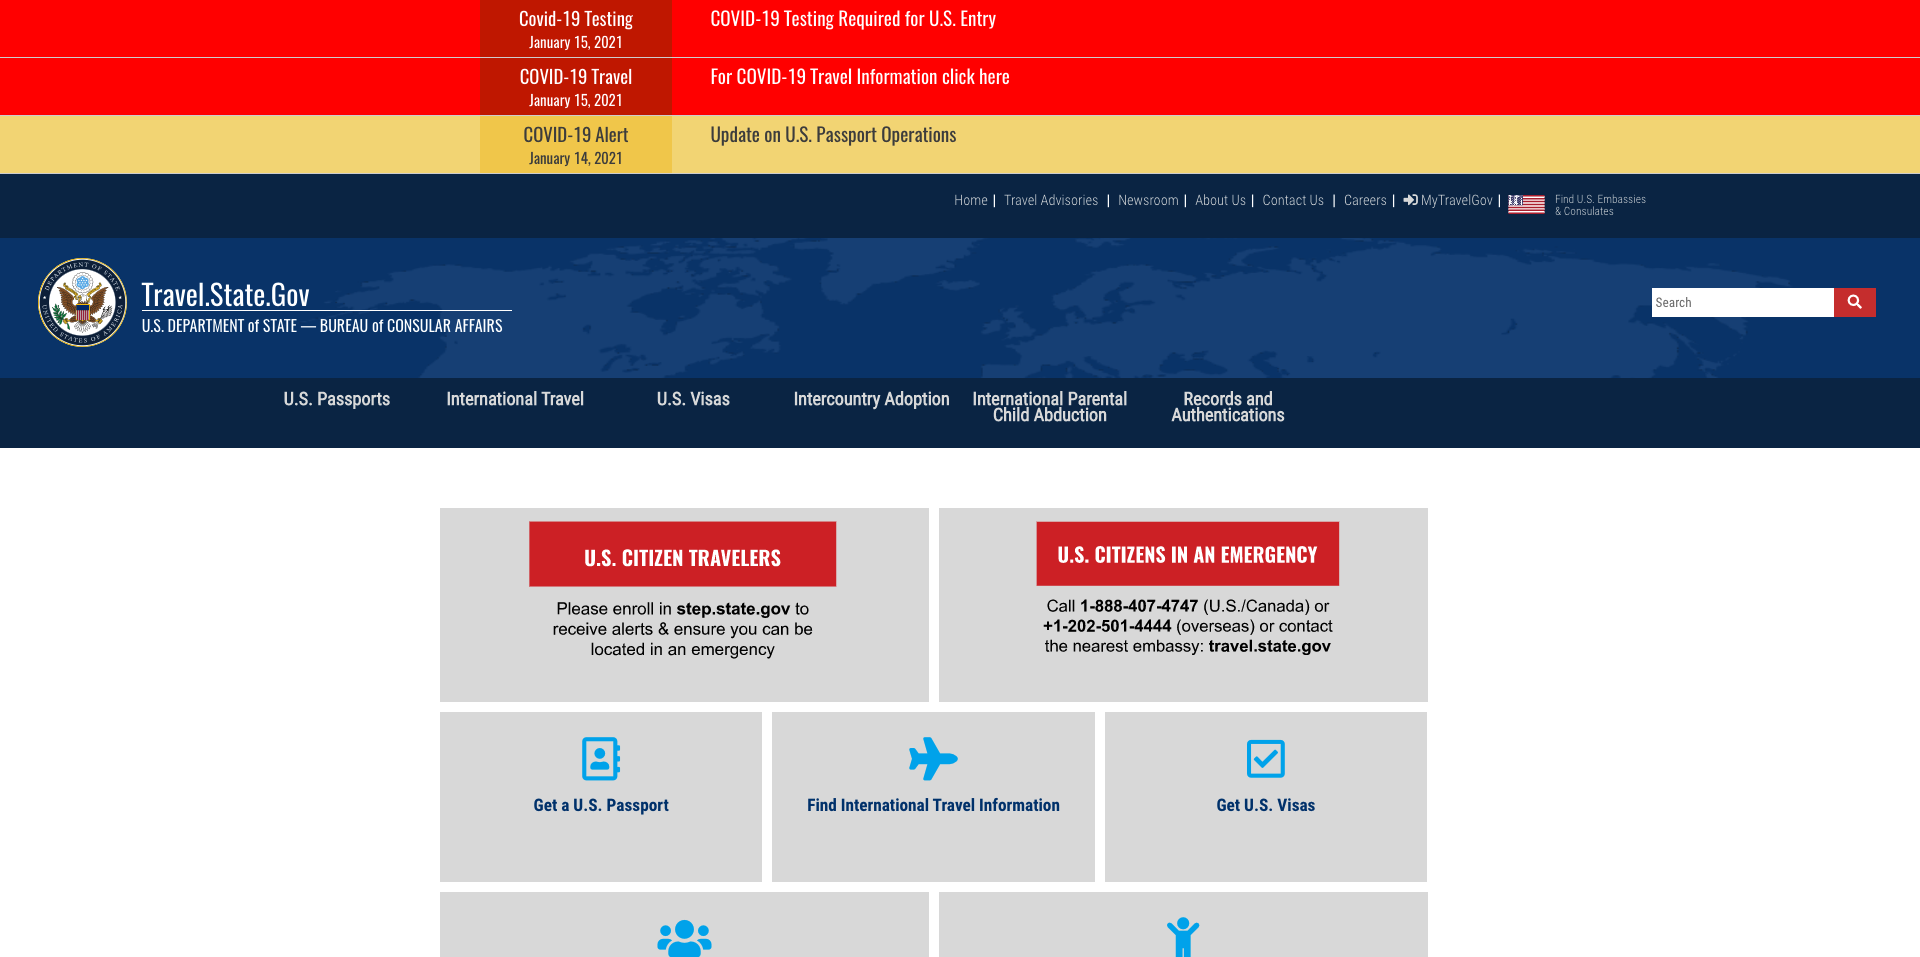 Covid-19 Testing
January 15, 2021
COVID-19 Testing Required for U.S. Entry
COVID-19 Travel
January 15, 2021
For COVID-19 Travel Information click here
COVID-19 Alert
January 14, 2021
Update on U.S. Passport Operations
Home | Travel Advisories | Newsroom | About Us | Contact Us | Careers | MyTravelGov |
Find U.S. Embassies
& Consulates
DEPARTMENT OF STATE
UNITED STATES OF AMERICA
Travel.State.Gov
U.S. DEPARTMENT of STATE — BUREAU of CONSULAR AFFAIRS
Search
U.S. Passports
International Travel
U.S. Visas
Intercountry Adoption
International Parental
Child Abduction
Records and
Authentications
U.S. CITIZEN TRAVELERS
Please enroll in step.state.gov to
receive alerts & ensure you can be
located in an emergency
U.S. CITIZENS IN AN EMERGENCY
Call 1-888-407-4747 (U.S./Canada) or
+1-202-501-4444 (overseas) or contact
the nearest embassy: travel.state.gov
Get a U.S. Passport
Find International Travel Information
Get U.S. Visas